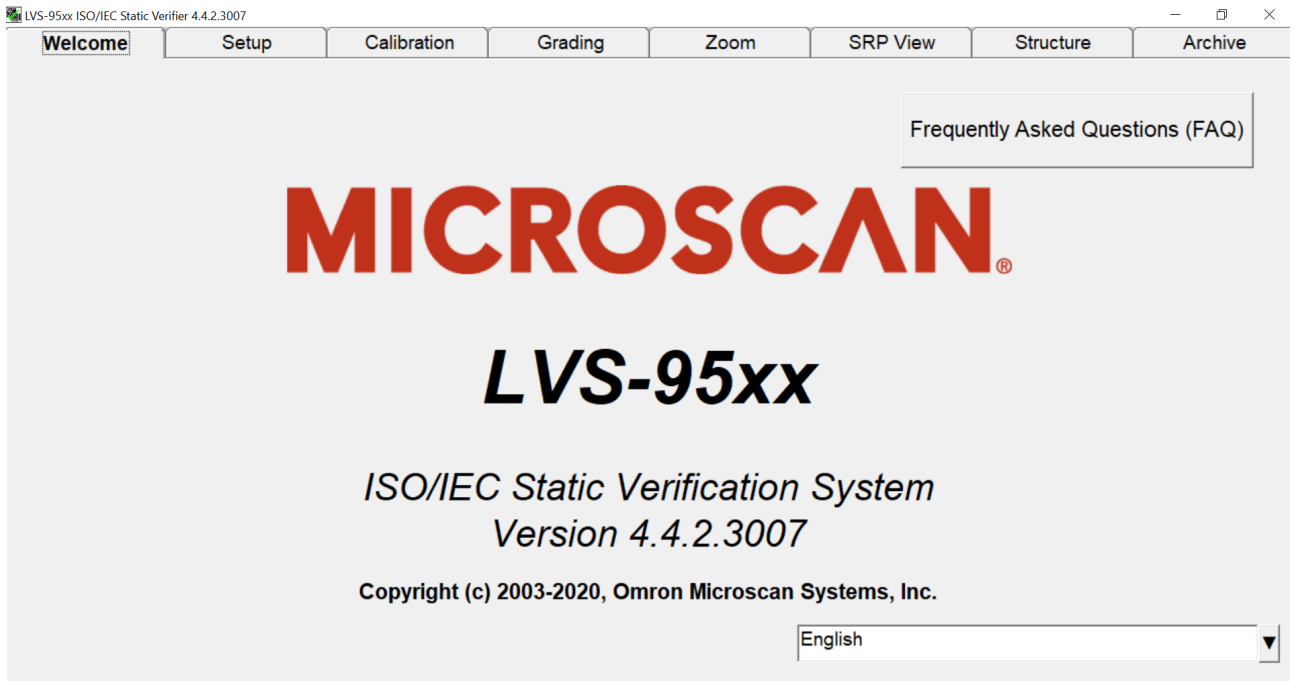 LVS-95xx ISO/IEC Static Verifier 4.4.2.3007
Welcome Setup Calibration Grading Zoom SRP View Structure Archive
Frequently Asked Questions (FAQ)
MICROSCAN®
LVS-95xx
ISO/IEC Static Verification System
Version 4.4.2.3007
Copyright (c) 2003-2020, Omron Microscan Systems, Inc.
English